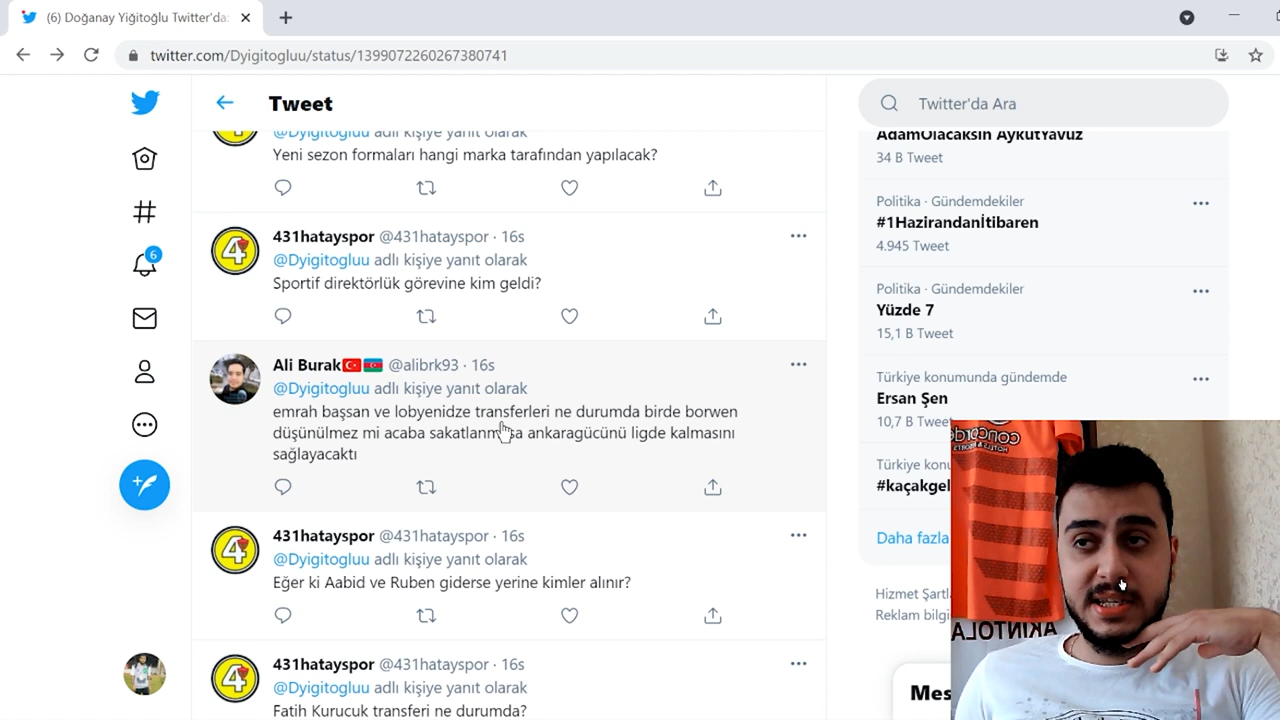 (6) Doğanay Yiğitoğlu Twitter'da:
twitter.com/Dyigitogluu/status/1399072260267380741
Tweet
Twitter'da Ara
@Dyigitogluu adlı kişiye yanıt olarak
Yeni sezon formaları hangi marka tarafından yapılacak?
431hatayspor @431hatayspor · 16s
@Dyigitogluu adlı kişiye yanıt olarak
Sportif direktörlük görevine kim geldi?
Ali Burak @alibrk93 · 16s
@Dyigitogluu adlı kişiye yanıt olarak
emrah başsan ve lobyenidze transferleri ne durumda birde borwen
düşünülmez mi acaba ankaragücünü ligde kalmasını
sağlayacaktı
431hatayspor @431hatayspor · 16s
@Dyigitogluu adlı kişiye yanıt olarak
Eğer ki Aabid ve Ruben giderse yerine kimler alınır?
431hatayspor @431hatayspor · 16s
@Dyigitogluu adlı kişiye yanıt olarak
Fatih Kurucuk transferi ne durumda?
6
AdamOlacaksın AykutYavuz
34 B Tweet
Politika · Gündemdekiler
#1Hazirandanİtibaren
4.945 Tweet
Politika · Gündemdekiler
Yüzde 7
15,1 B Tweet
Türkiye konumunda gündemde
Ersan Şen
10,7 B Tweet
Türkiye konu
#kaçakgel
Daha fazla
Hizmet Şartla
Reklam bilgi
Mes
AKINTOLA